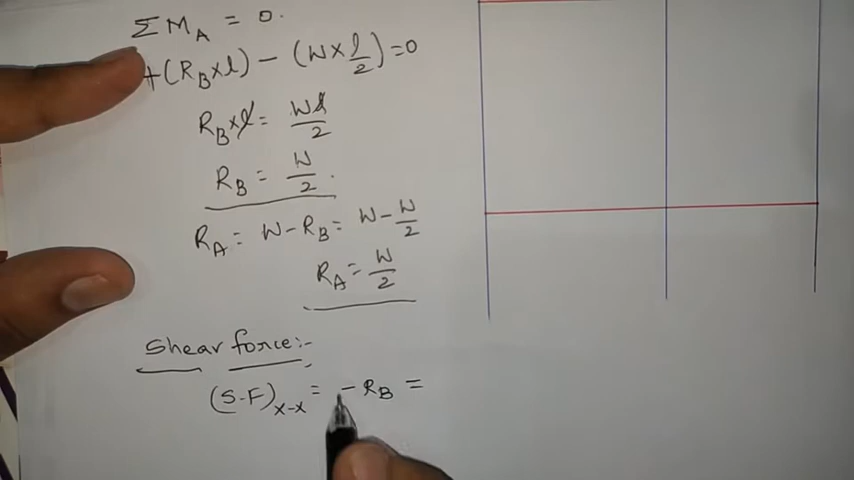 ΣM_A = 0.
+(R_B×l) - (W×l/2)=0
R_B×l = Wl/2
R_B = W/2.
R_A = W-R_B = W-W/2
R_A = W/2
Shear force:-
(S.F)_x-x = -R_B =